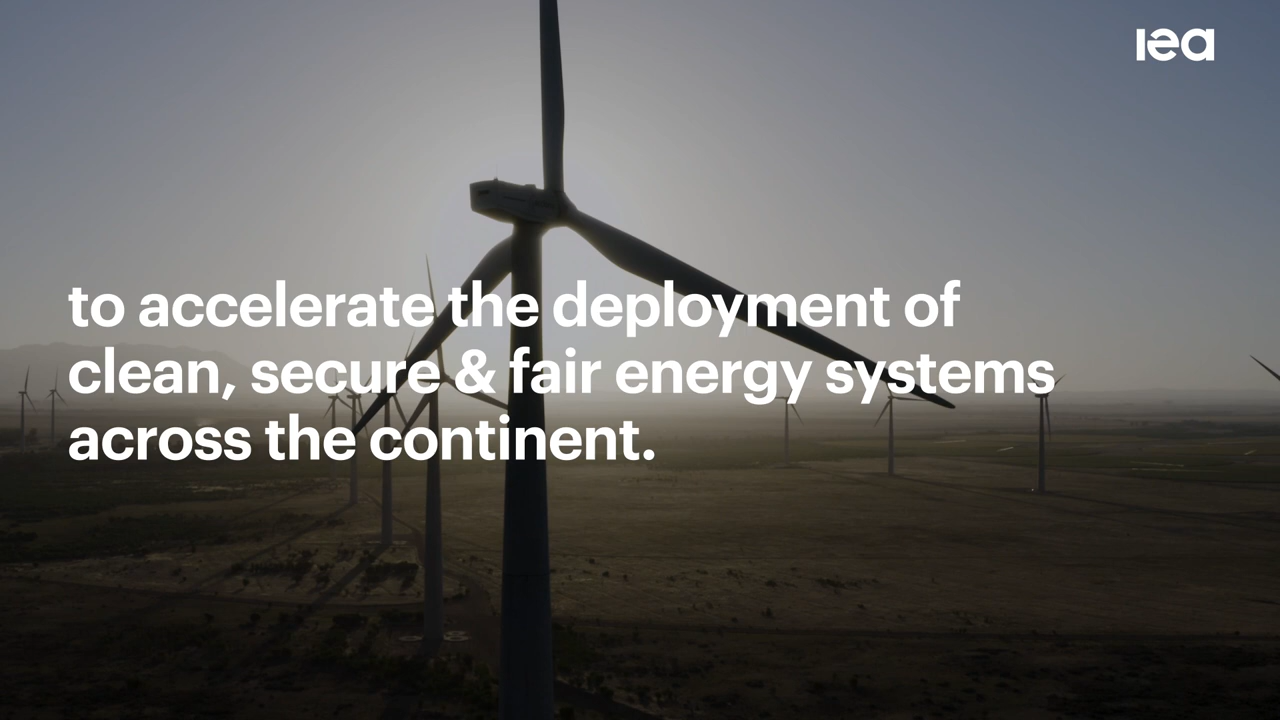 iea
to accelerate the deployment of
clean, secure & fair energy systems
across the continent.